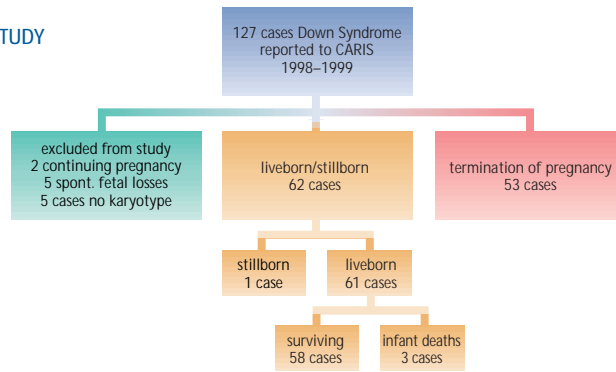 TUDY
127 cases Down Syndrome
reported to CARIS
1998–1999
excluded from study
2 continuing pregnancy
5 spont. fetal losses
5 cases no karyotype
liveborn/stillborn
62 cases
termination of pregnancy
53 cases
stillborn
1 case
liveborn
61 cases
surviving
58 cases
infant deaths
3 cases